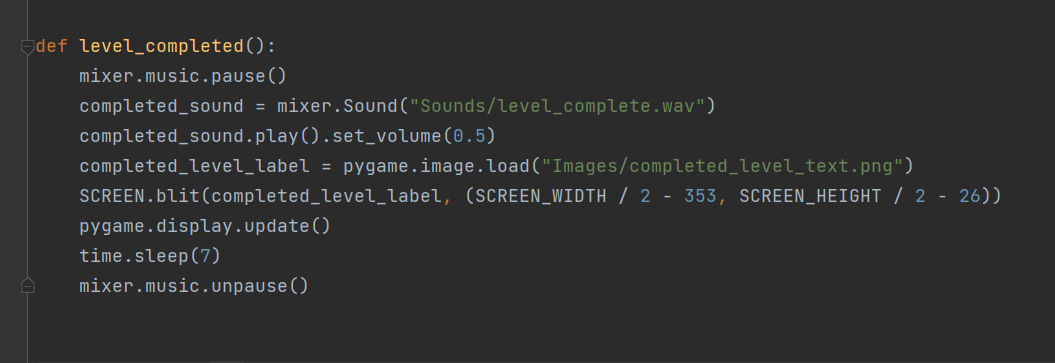 def level_completed():
    mixer.music.pause()
    completed_sound = mixer.Sound("Sounds/level_complete.wav")
    completed_sound.play().set_volume(0.5)
    completed_level_label = pygame.image.load("Images/completed_level_text.png")
    SCREEN.blit(completed_level_label, (SCREEN_WIDTH / 2 - 353, SCREEN_HEIGHT / 2 - 26))
    pygame.display.update()
    time.sleep(7)
    mixer.music.unpause()